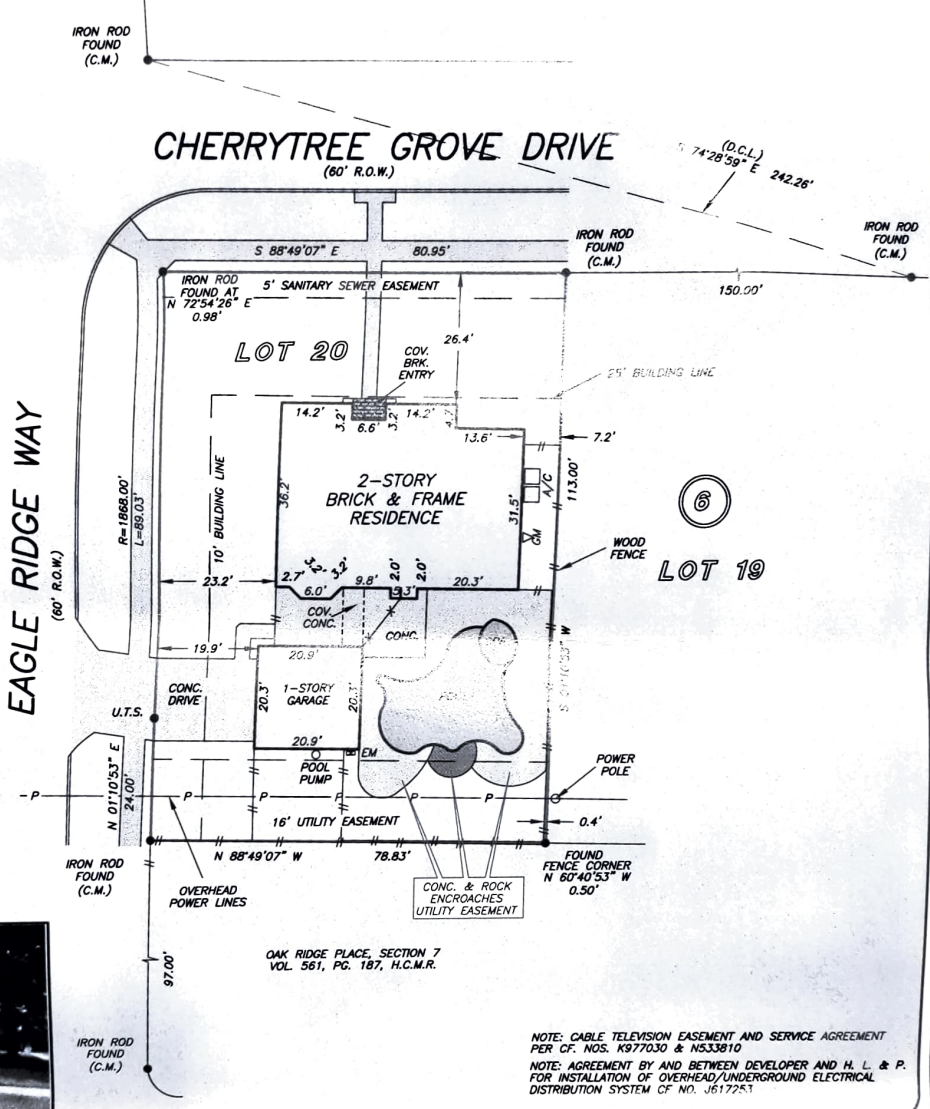 IRON ROD
FOUND
(C.M.)
CHERRYTREE GROVE DRIVE
(60' R.O.W.)
(D.C.L.)
74°28'59" E 242.26'
IRON ROD
FOUND
(C.M.)
IRON ROD
FOUND
(C.M.)
S 88°49'07" E 80.95'
IRON ROD
FOUND AT
N 72°54'26" E
0.98'
5' SANITARY SEWER EASEMENT
150.00'
26.4'
LOT 20
COV.
BRK.
ENTRY
25' BUILDING LINE
14.2'
3.2'
6.6'
3.2'
14.2'
4.7'
13.6'
7.2'
EAGLE RIDGE WAY
(60' R.O.W.)
R=1868.00'
L=89.03'
10' BUILDING LINE
36.2'
2-STORY
BRICK & FRAME
RESIDENCE
31.5'
A/C
113.00'
GM
6
WOOD
FENCE
LOT 19
23.2'
2.7'
3.2'
6.0'
3.2'
9.8'
2.0'
5.3'
2.0'
20.3'
COV.
CONC.
CONC.
W
19.9'
20.9'
CONC.
DRIVE
20.3'
1-STORY
GARAGE
20.3'
U.T.S.
20.9'
EM
POOL
PUMP
POWER
POLE
N 01°10'53" E
24.00'
P P P P P
16' UTILITY EASEMENT
0.4'
N 88°49'07" W 78.83'
IRON ROD
FOUND
(C.M.)
OVERHEAD
POWER LINES
CONC. & ROCK
ENCROACHES
UTILITY EASEMENT
FOUND
FENCE CORNER
N 60°40'53" W
0.50'
97.00'
OAK RIDGE PLACE, SECTION 7
VOL. 561, PG. 187, H.C.M.R.
IRON ROD
FOUND
(C.M.)
NOTE: CABLE TELEVISION EASEMENT AND SERVICE AGREEMENT
PER CF. NOS. K977030 & N533810
NOTE: AGREEMENT BY AND BETWEEN DEVELOPER AND H. L. & P.
FOR INSTALLATION OF OVERHEAD/UNDERGROUND ELECTRICAL
DISTRIBUTION SYSTEM CF NO. J617253